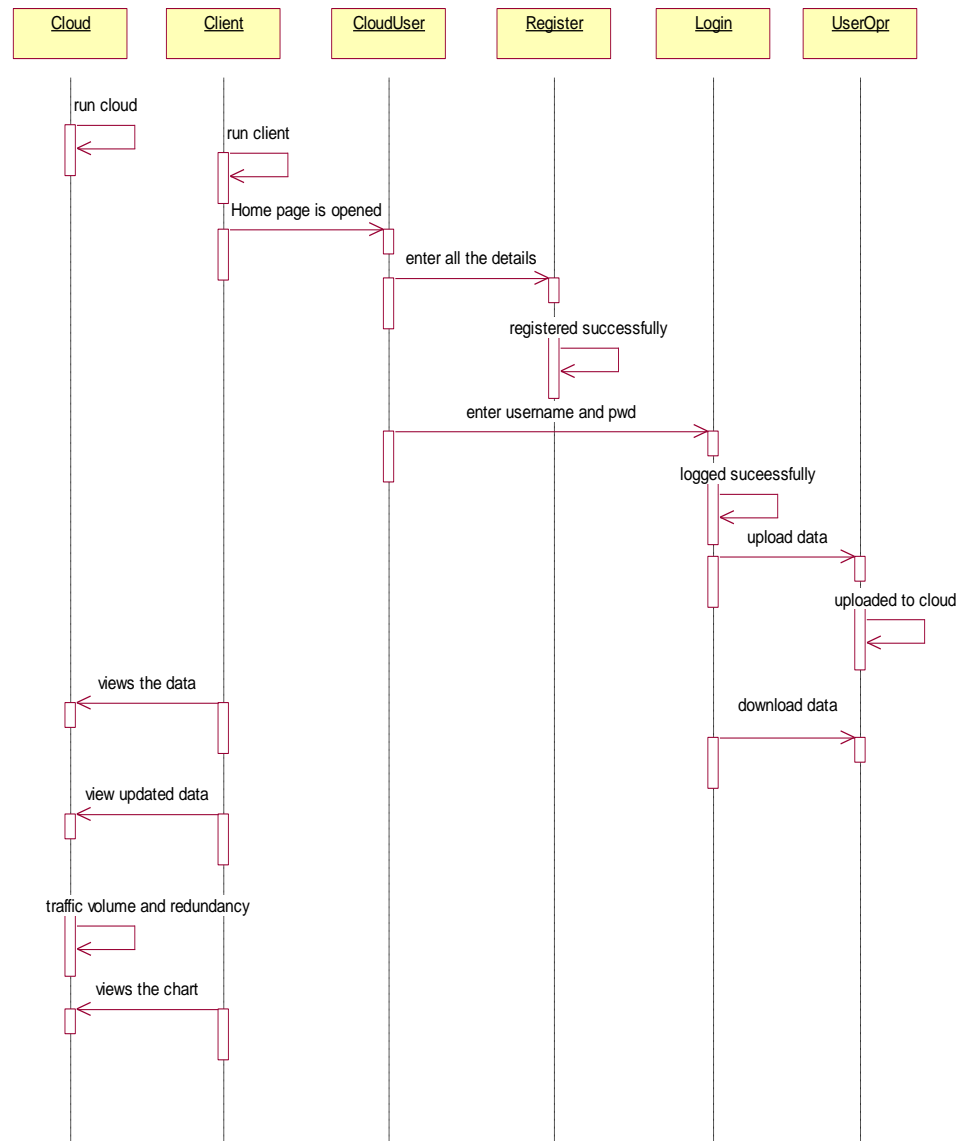 Cloud
Client
CloudUser
Register
Login
UserOpr
run cloud
run client
Home page is opened
enter all the details
registered successfully
enter username and pwd
logged suceessfully
upload data
uploaded to cloud
views the data
download data
view updated data
traffic volume and redundancy
views the chart